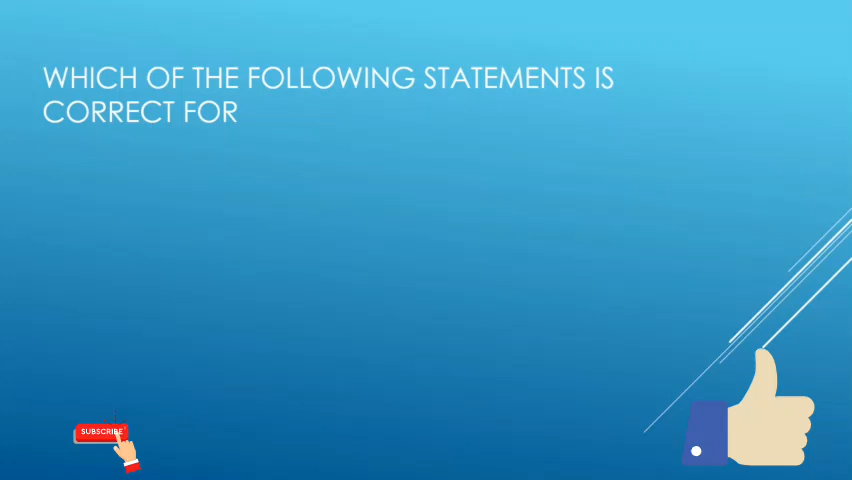 WHICH OF THE FOLLOWING STATEMENTS IS
CORRECT FOR
SUBSCRIBE